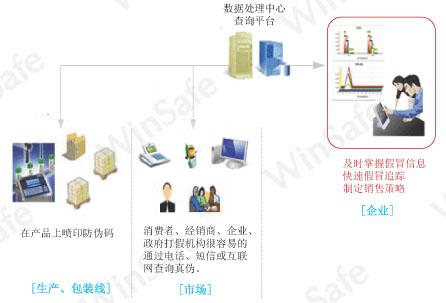 数据处理中心
查询平台
及时掌握假冒信息
快速假冒追踪
制定销售策略
[企业]
在产品上喷印防伪码
消费者、经销商、企业、
政府打假机构很容易的
通过电话、短信或互联
网查询真伪。
[生产、包装线]
[市场]
WinSafe
WinSafe
WinSafe
WinSafe